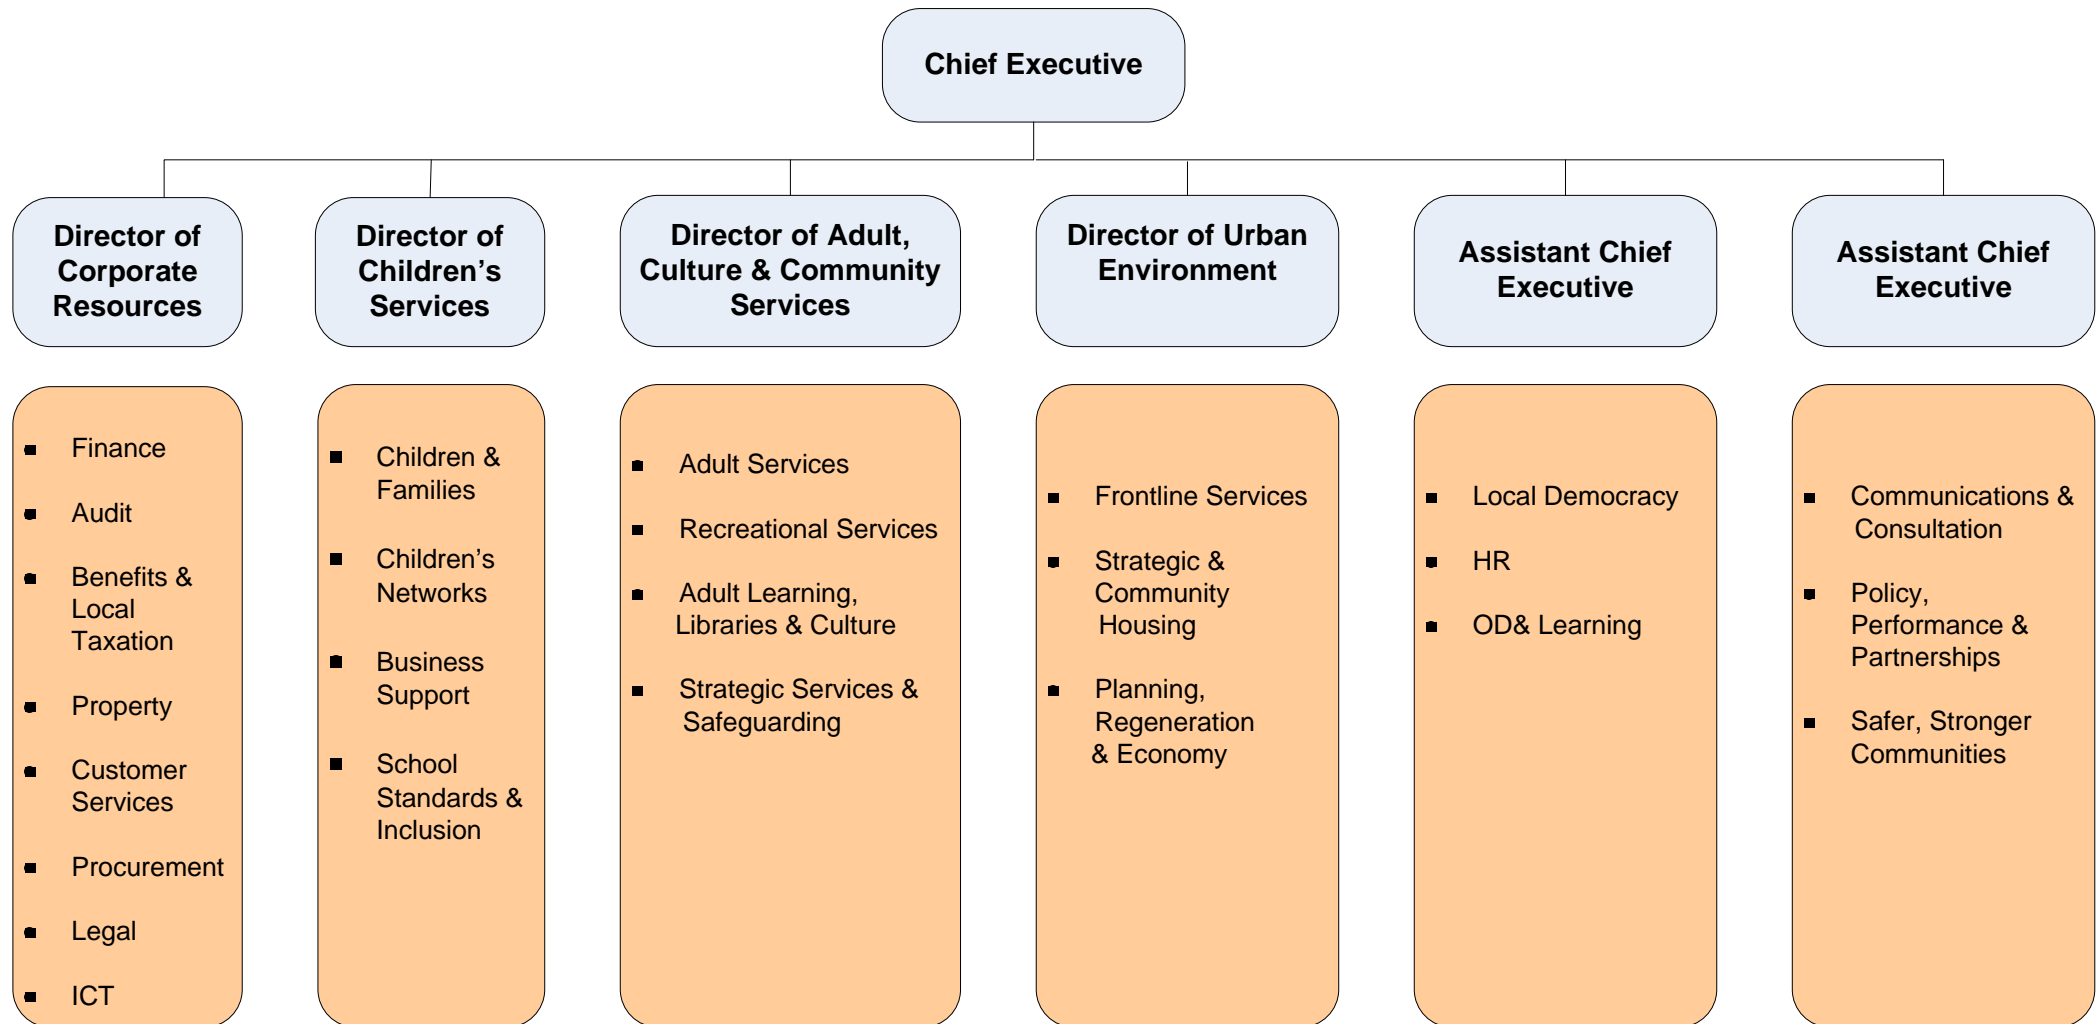 Chief Executive
Director of
Corporate
Resources
Director of
Children’s
Services
Director of Adult,
Culture & Community
Services
Director of Urban
Environment
Assistant Chief
Executive
Assistant Chief
Executive
▪ Finance
▪ Audit
▪ Benefits &
Local
Taxation
▪ Property
▪ Customer
Services
▪ Procurement
▪ Legal
▪ ICT
▪ Children &
Families
▪ Children’s
Networks
▪ Business
Support
▪ School
Standards &
Inclusion
▪ Adult Services
▪ Recreational Services
▪ Adult Learning,
Libraries & Culture
▪ Strategic Services &
Safeguarding
▪ Frontline Services
▪ Strategic &
Community
Housing
▪ Planning,
Regeneration
& Economy
▪ Local Democracy
▪ HR
▪ OD& Learning
▪ Communications &
Consultation
▪ Policy,
Performance &
Partnerships
▪ Safer, Stronger
Communities